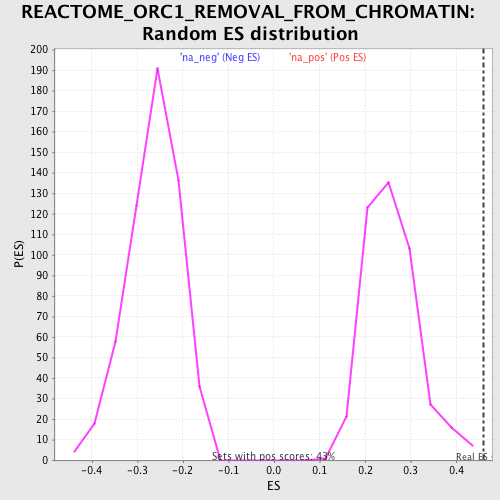 REACTOME_ORC1_REMOVAL_FROM_CHROMATIN:
Random ES distribution
'na_neg' (Neg ES) 'na_pos' (Pos ES)
200
190
180
170
160
150
140
130
120
110
100
90
80
70
60
50
40
30
20
10
0
P(ES)
Sets with pos scores: 43%
Real ES
-0.4 -0.3 -0.2 -0.1 0.0 0.1 0.2 0.3 0.4
ES